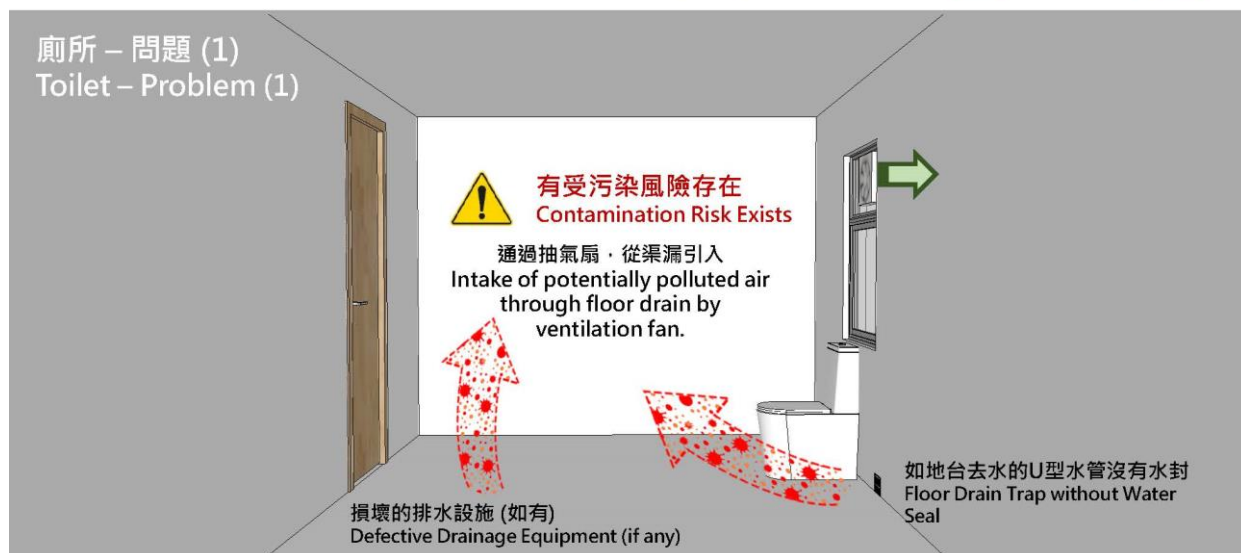 廁所 – 問題 (1)
Toilet – Problem (1)
有受污染風險存在
Contamination Risk Exists
通過抽氣扇，從渠漏引入
Intake of potentially polluted air
through floor drain by
ventilation fan.
如地台去水的U型水管沒有水封
Floor Drain Trap without Water
Seal
損壞的排水設施 (如有)
Defective Drainage Equipment (if any)